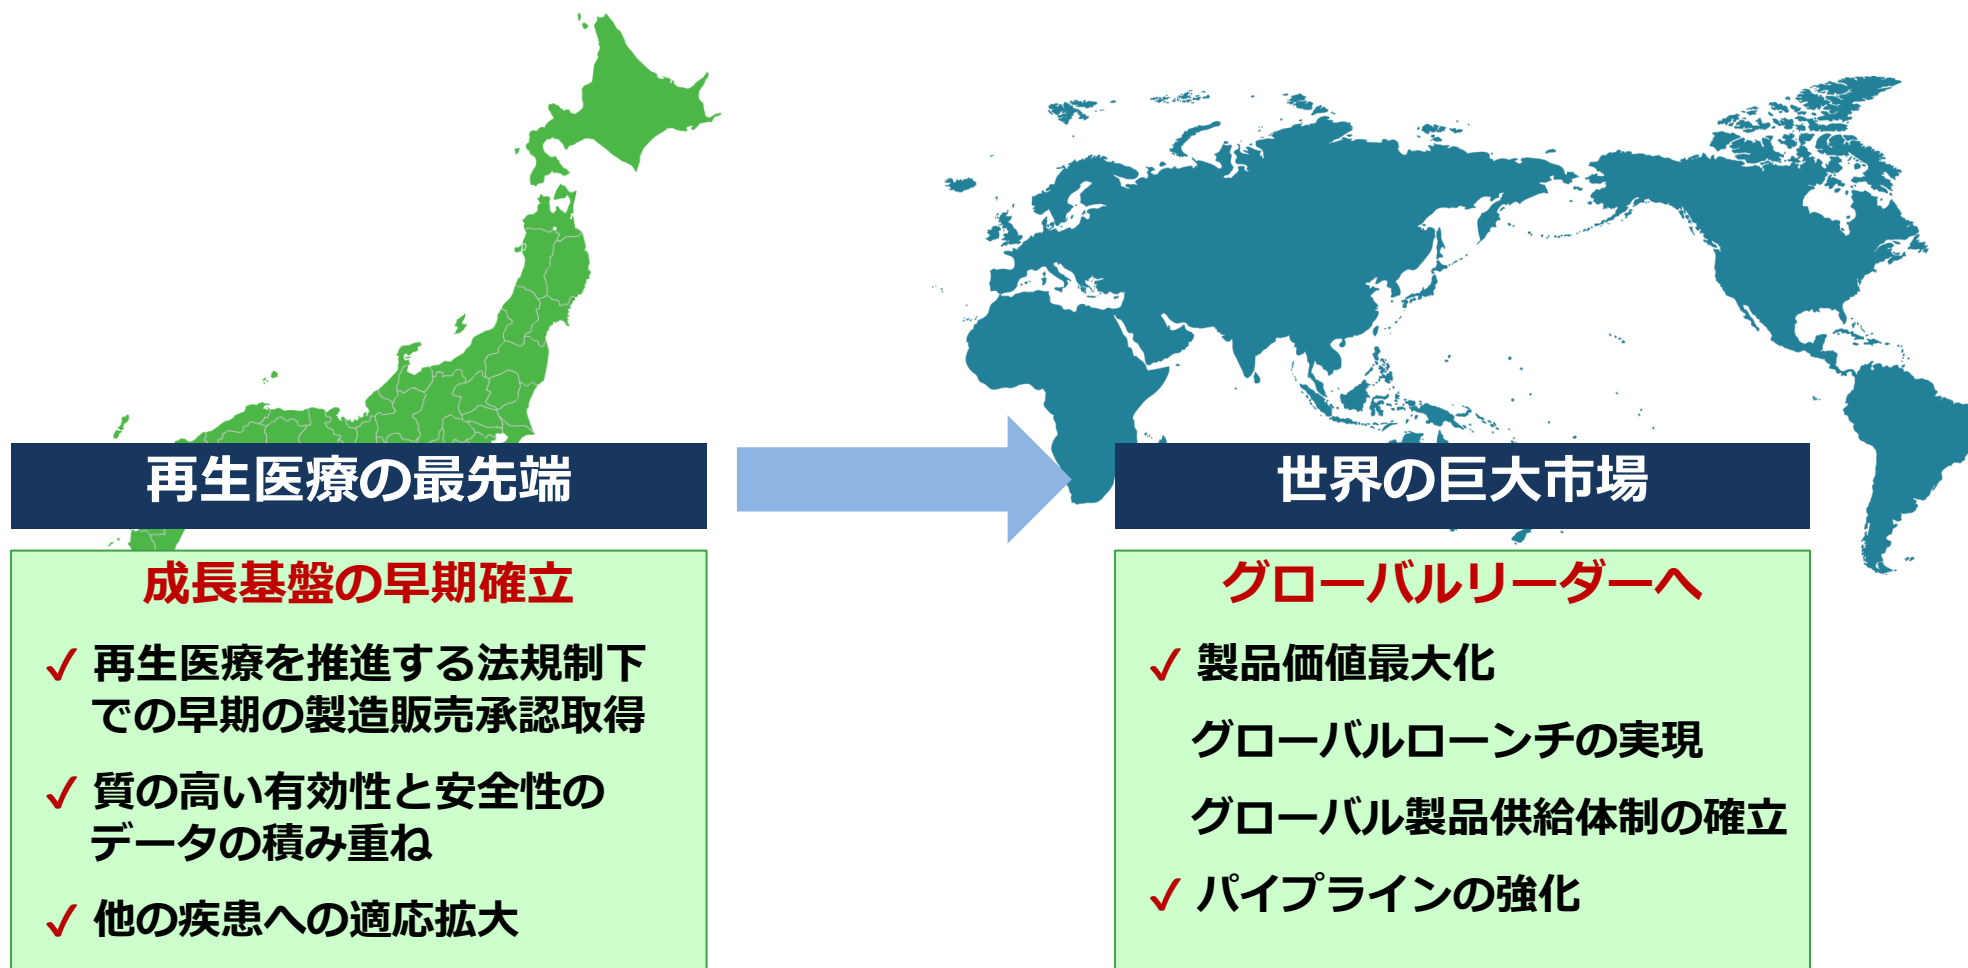 再生医療の最先端
成長基盤の早期確立
✓ 再生医療を推進する法規制下
での早期の製造販売承認取得
✓ 質の高い有効性と安全性の
データの積み重ね
✓ 他の疾患への適応拡大
世界の巨大市場
グローバルリーダーへ
✓ 製品価値最大化
グローバルローンチの実現
グローバル製品供給体制の確立
✓ パイプラインの強化